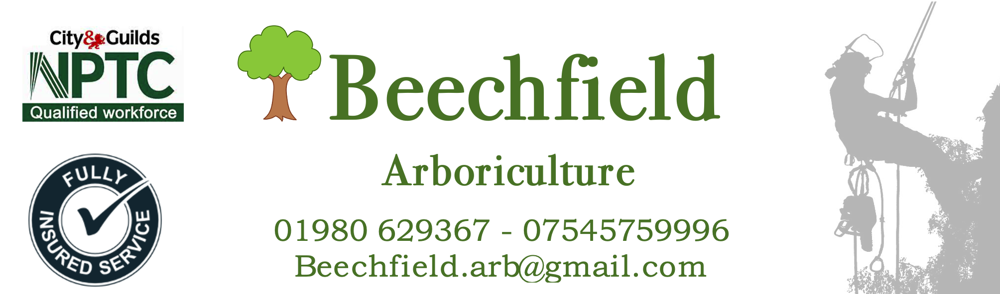 City&Guilds
NPTC
Qualified workforce
FULLY
INSURED SERVICE
Beechfield
Arboriculture
01980 629367 - 07545759996
Beechfield.arb@gmail.com